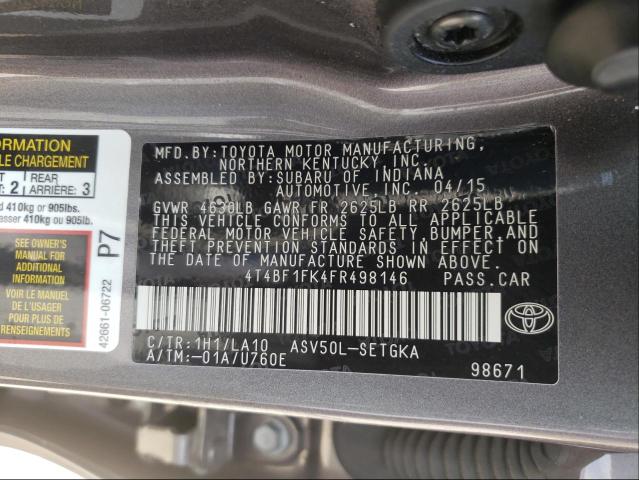 ORMATION
LE CHARGEMENT
T 2 REAR ARRIÈRE: 3
d 410kg or 905lbs.
asser 410kg ou 905lb.
SEE OWNER'S
MANUAL FOR
ADDITIONAL
INFORMATION
VOIR LE MANUEL
DE L'USAGER
POUR PLUS DE
RENSEIGNEMENTS
P7
42661-06722
MFD.BY:TOYOTA MOTOR MANUFACTURING,
NORTHERN KENTUCKY,INC.
ASSEMBLED BY:SUBARU OF INDIANA
AUTOMOTIVE,INC. 04/15
GVWR 4630LB GAWR FR 2625LB RR 2625LB
THIS VEHICLE CONFORMS TO ALL APPLICABLE
FEDERAL MOTOR VEHICLE SAFETY,BUMPER,AND
THEFT PREVENTION STANDARDS IN EFFECT ON
THE DATE OF MANUFACTURE SHOWN ABOVE.
4T4BF1FK4FR498146 PASS.CAR
C/TR:1H1/LA10 ASV50L-SETGKA
A/TM:-01A/U760E
98671